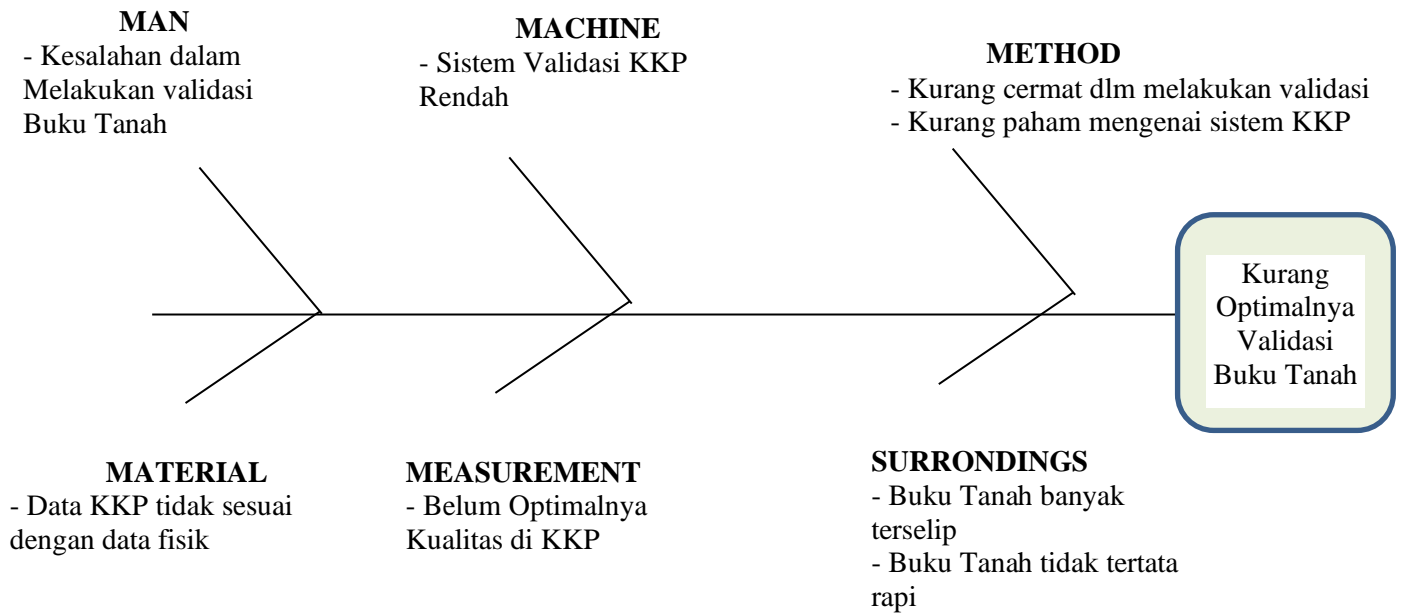 MAN
- Kesalahan dalam
Melakukan validasi
Buku Tanah
MACHINE
- Sistem Validasi KKP
Rendah
METHOD
- Kurang cermat dlm melakukan validasi
- Kurang paham mengenai sistem KKP
Kurang
Optimalnya
Validasi
Buku Tanah
MATERIAL
- Data KKP tidak sesuai
dengan data fisik
MEASUREMENT
- Belum Optimalnya
Kualitas di KKP
SURRONDINGS
- Buku Tanah banyak
terselip
- Buku Tanah tidak tertata
rapi